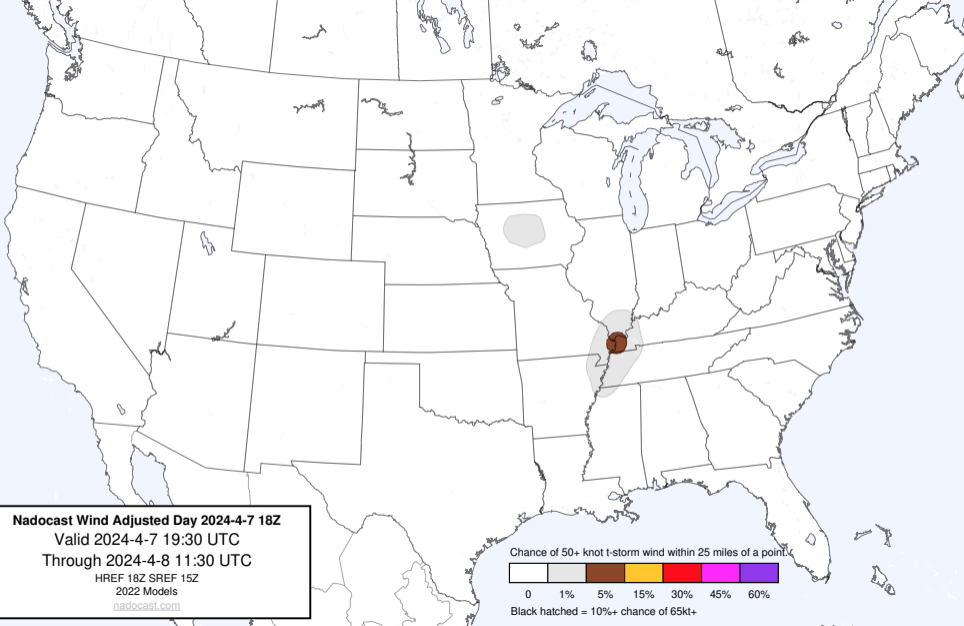 Nadocast Wind Adjusted Day 2024-4-7 18Z
Valid 2024-4-7 19:30 UTC
Through 2024-4-8 11:30 UTC
HREF 18Z SREF 15Z
2022 Models
nadocast.com
Chance of 50+ knot t-storm wind within 25 miles of a point.
0 1% 5% 15% 30% 45% 60%
Black hatched = 10%+ chance of 65kt+